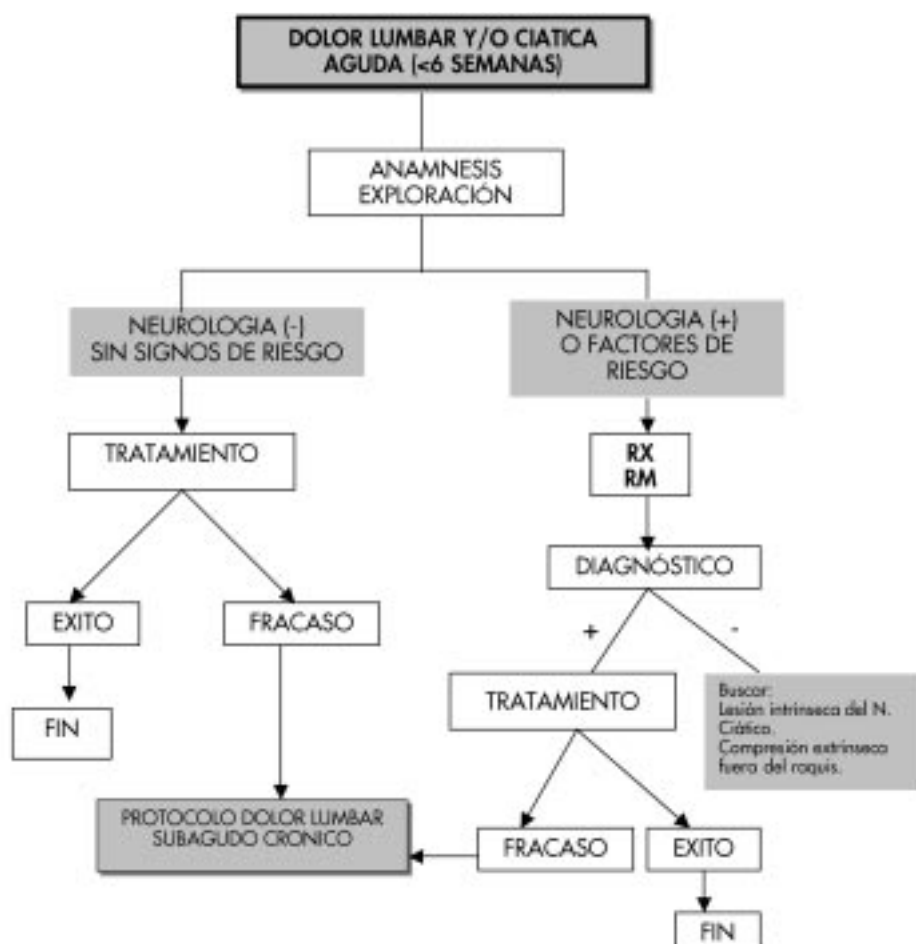 DOLOR LUMBAR Y/O CIATICA
AGUDA (<6 SEMANAS)
ANAMNESIS
EXPLORACIÓN
NEUROLOGIA (-)
SIN SIGNOS DE RIESGO
NEUROLOGIA (+)
O FACTORES DE
RIESGO
TRATAMIENTO
RX
RM
DIAGNÓSTICO
EXITO
FRACASO
+
-
FIN
TRATAMIENTO
Buscar:
Lesión intrínseca del N.
Ciático.
Compresión extrínseca
fuera del raquis.
PROTOCOLO DOLOR LUMBAR
SUBAGUDO CRONICO
FRACASO
EXITO
FIN